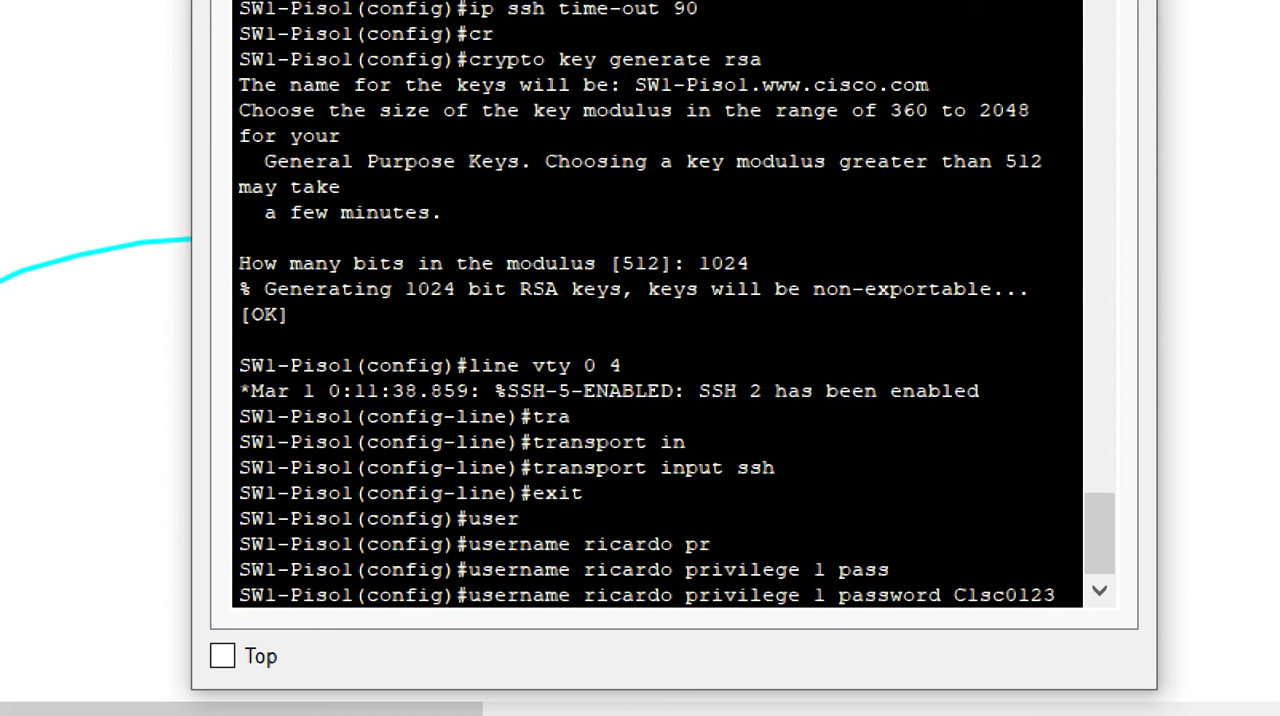 SW1-Pisol(config)#ip ssh time-out 90
SW1-Pisol(config)#cr
SW1-Pisol(config)#crypto key generate rsa
The name for the keys will be: SW1-Pisol.www.cisco.com
Choose the size of the key modulus in the range of 360 to 2048
for your
General Purpose Keys. Choosing a key modulus greater than 512
may take
a few minutes.
How many bits in the modulus [512]: 1024
% Generating 1024 bit RSA keys, keys will be non-exportable...
[OK]
SW1-Pisol(config)#line vty 0 4
*Mar 1 0:11:38.859: %SSH-5-ENABLED: SSH 2 has been enabled
SW1-Pisol(config-line)#tra
SW1-Pisol(config-line)#transport in
SW1-Pisol(config-line)#transport input ssh
SW1-Pisol(config-line)#exit
SW1-Pisol(config)#user
SW1-Pisol(config)#username ricardo pr
SW1-Pisol(config)#username ricardo privilege 1 pass
SW1-Pisol(config)#username ricardo privilege 1 password C1sc0123
Top